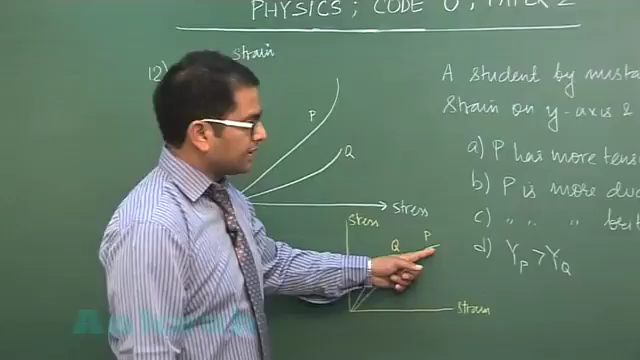 PHYSICS ; CODE 0 , PAPER 2
12)
Strain
P
Q
stress
A student by mista
Strain on y-axis &
a) P has more tens
b) P is more duc
c) " " "
d) Y_P > Y_Q
Stress
Q
P
Strain
Aakash